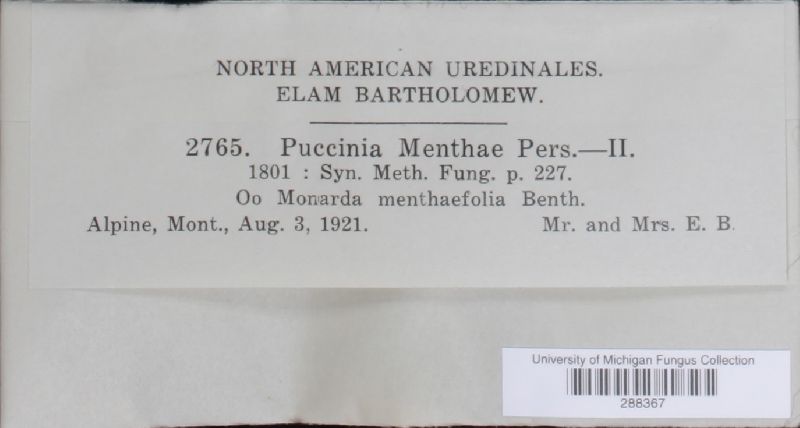 NORTH AMERICAN UREDINALES.
ELAM BARTHOLOMEW.
2765. Puccinia Menthae Pers.—II.
1801 : Syn. Meth. Fung. p. 227.
Oo Monarda menthaefolia Benth.
Alpine, Mont., Aug. 3, 1921. Mr. and Mrs. E. B.
University of Michigan Fungus Collection
288367